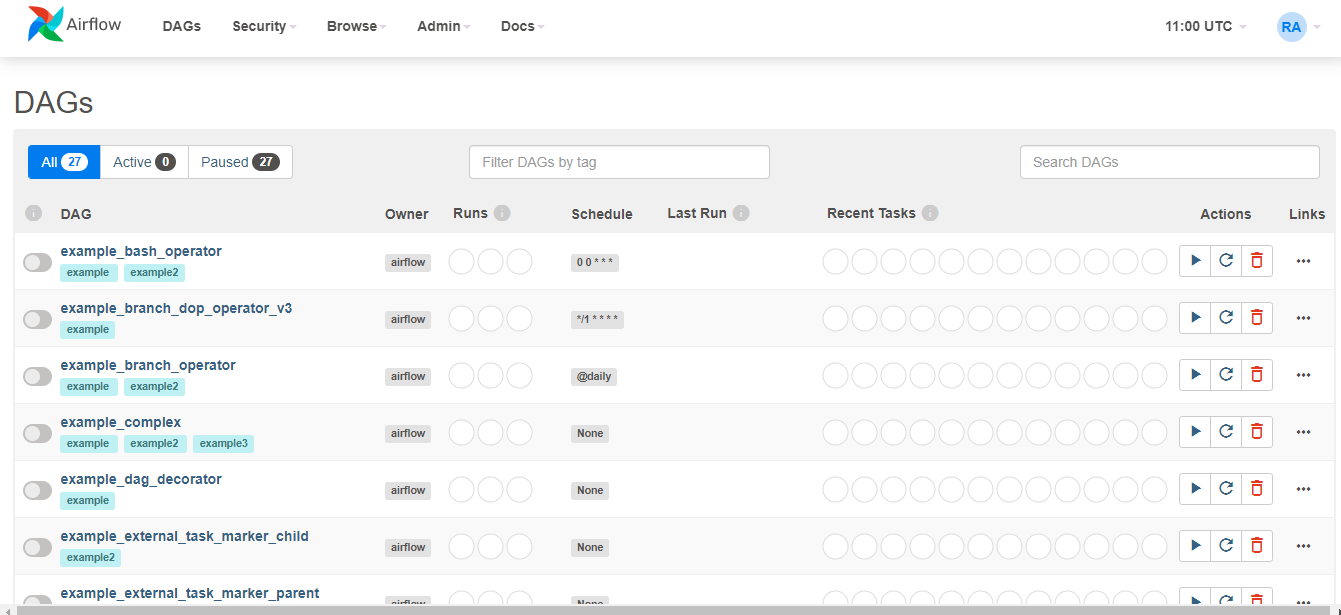 Airflow DAGs Security Browse Admin Docs 11:00 UTC RA
DAGs
All 27 Active 0 Paused 27 Filter DAGs by tag Search DAGs
i DAG Owner Runs i Schedule Last Run i Recent Tasks i Actions Links
example_bash_operator
example example2 airflow 0 0 * * *
example_branch_dop_operator_v3
example airflow */1 * * * *
example_branch_operator
example example2 airflow @daily
example_complex
example example2 example3 airflow None
example_dag_decorator
example airflow None
example_external_task_marker_child
example2 airflow None
example_external_task_marker_parent
airflow None